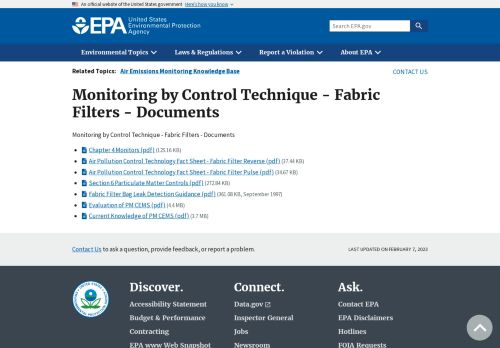 An official website of the United States government Here's how you know
EPA United States
Environmental Protection
Agency
Search EPA.gov
Environmental Topics Laws & Regulations Report a Violation About EPA
Related Topics: Air Emissions Monitoring Knowledge Base CONTACT US
Monitoring by Control Technique - Fabric
Filters - Documents
Monitoring by Control Technique - Fabric Filters - Documents
Chapter 4 Monitors (pdf) (125.16 KB)
Air Pollution Control Technology Fact Sheet - Fabric Filter Reverse (pdf) (37.44 KB)
Air Pollution Control Technology Fact Sheet - Fabric Filter Pulse (pdf) (34.67 KB)
Section 6 Particulate Matter Controls (pdf) (272.84 KB)
Fabric Filter Bag Leak Detection Guidance (pdf) (361.08 KB, September 1997)
Evaluation of PM CEMS (pdf) (4.4 MB)
Current Knowledge of PM CEMS (pdf) (3.7 MB)
Contact Us to ask a question, provide feedback, or report a problem. LAST UPDATED ON FEBRUARY 7, 2023
Discover. Connect. Ask.
Accessibility Statement Data.gov Contact EPA
Budget & Performance Inspector General EPA Disclaimers
Contracting Jobs Hotlines
EPA www Web Snapshot Newsroom FOIA Requests